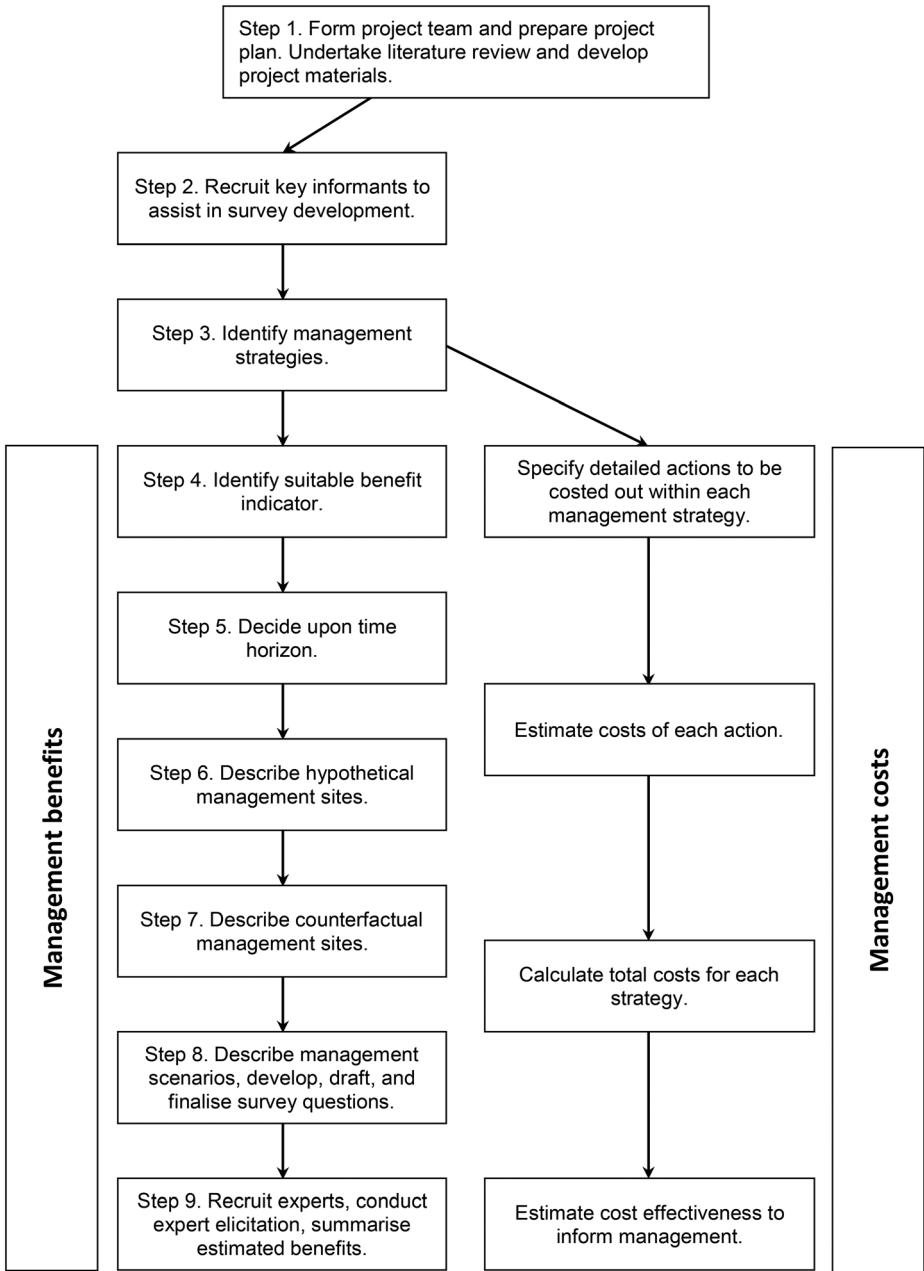 Step 1. Form project team and prepare project
plan. Undertake literature review and develop
project materials.
Step 2. Recruit key informants to
assist in survey development.
Step 3. Identify management
strategies.
Management benefits
Step 4. Identify suitable benefit
indicator.
Step 5. Decide upon time
horizon.
Step 6. Describe hypothetical
management sites.
Step 7. Describe counterfactual
management sites.
Step 8. Describe management
scenarios, develop, draft, and
finalise survey questions.
Step 9. Recruit experts, conduct
expert elicitation, summarise
estimated benefits.
Specify detailed actions to be
costed out within each
management strategy.
Estimate costs of each action.
Calculate total costs for each
strategy.
Estimate cost effectiveness to
inform management.
Management costs